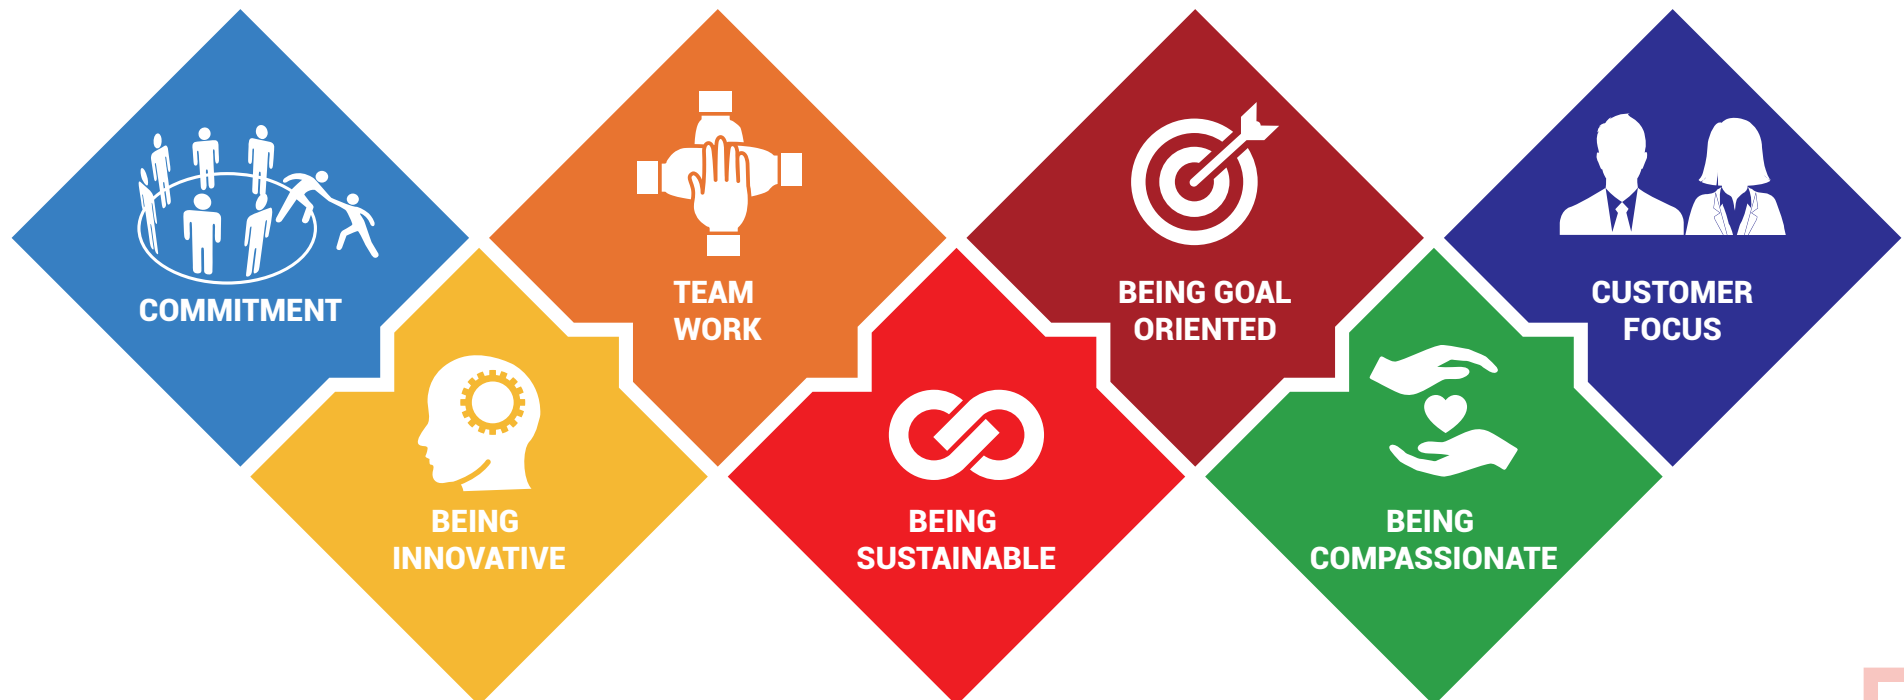 COMMITMENT
BEING
INNOVATIVE
TEAM
WORK
BEING
SUSTAINABLE
BEING GOAL
ORIENTED
BEING
COMPASSIONATE
CUSTOMER
FOCUS